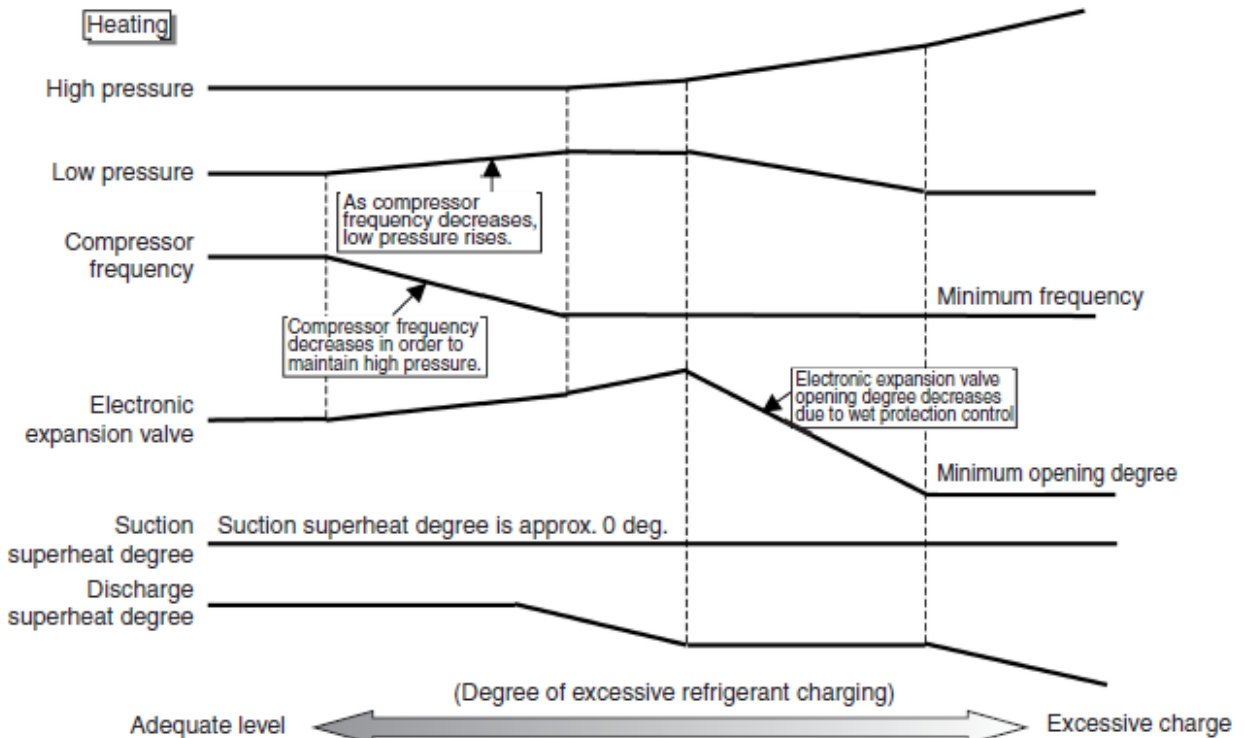 Heating
High pressure
Low pressure
As compressor
frequency decreases,
low pressure rises.
Compressor
frequency
Minimum frequency
Compressor frequency
decreases in order to
maintain high pressure.
Electronic
expansion valve
Electronic expansion valve
opening degree decreases
due to wet protection control
Minimum opening degree
Suction
superheat degree
Suction superheat degree is approx. 0 deg.
Discharge
superheat degree
(Degree of excessive refrigerant charging)
Adequate level
Excessive charge